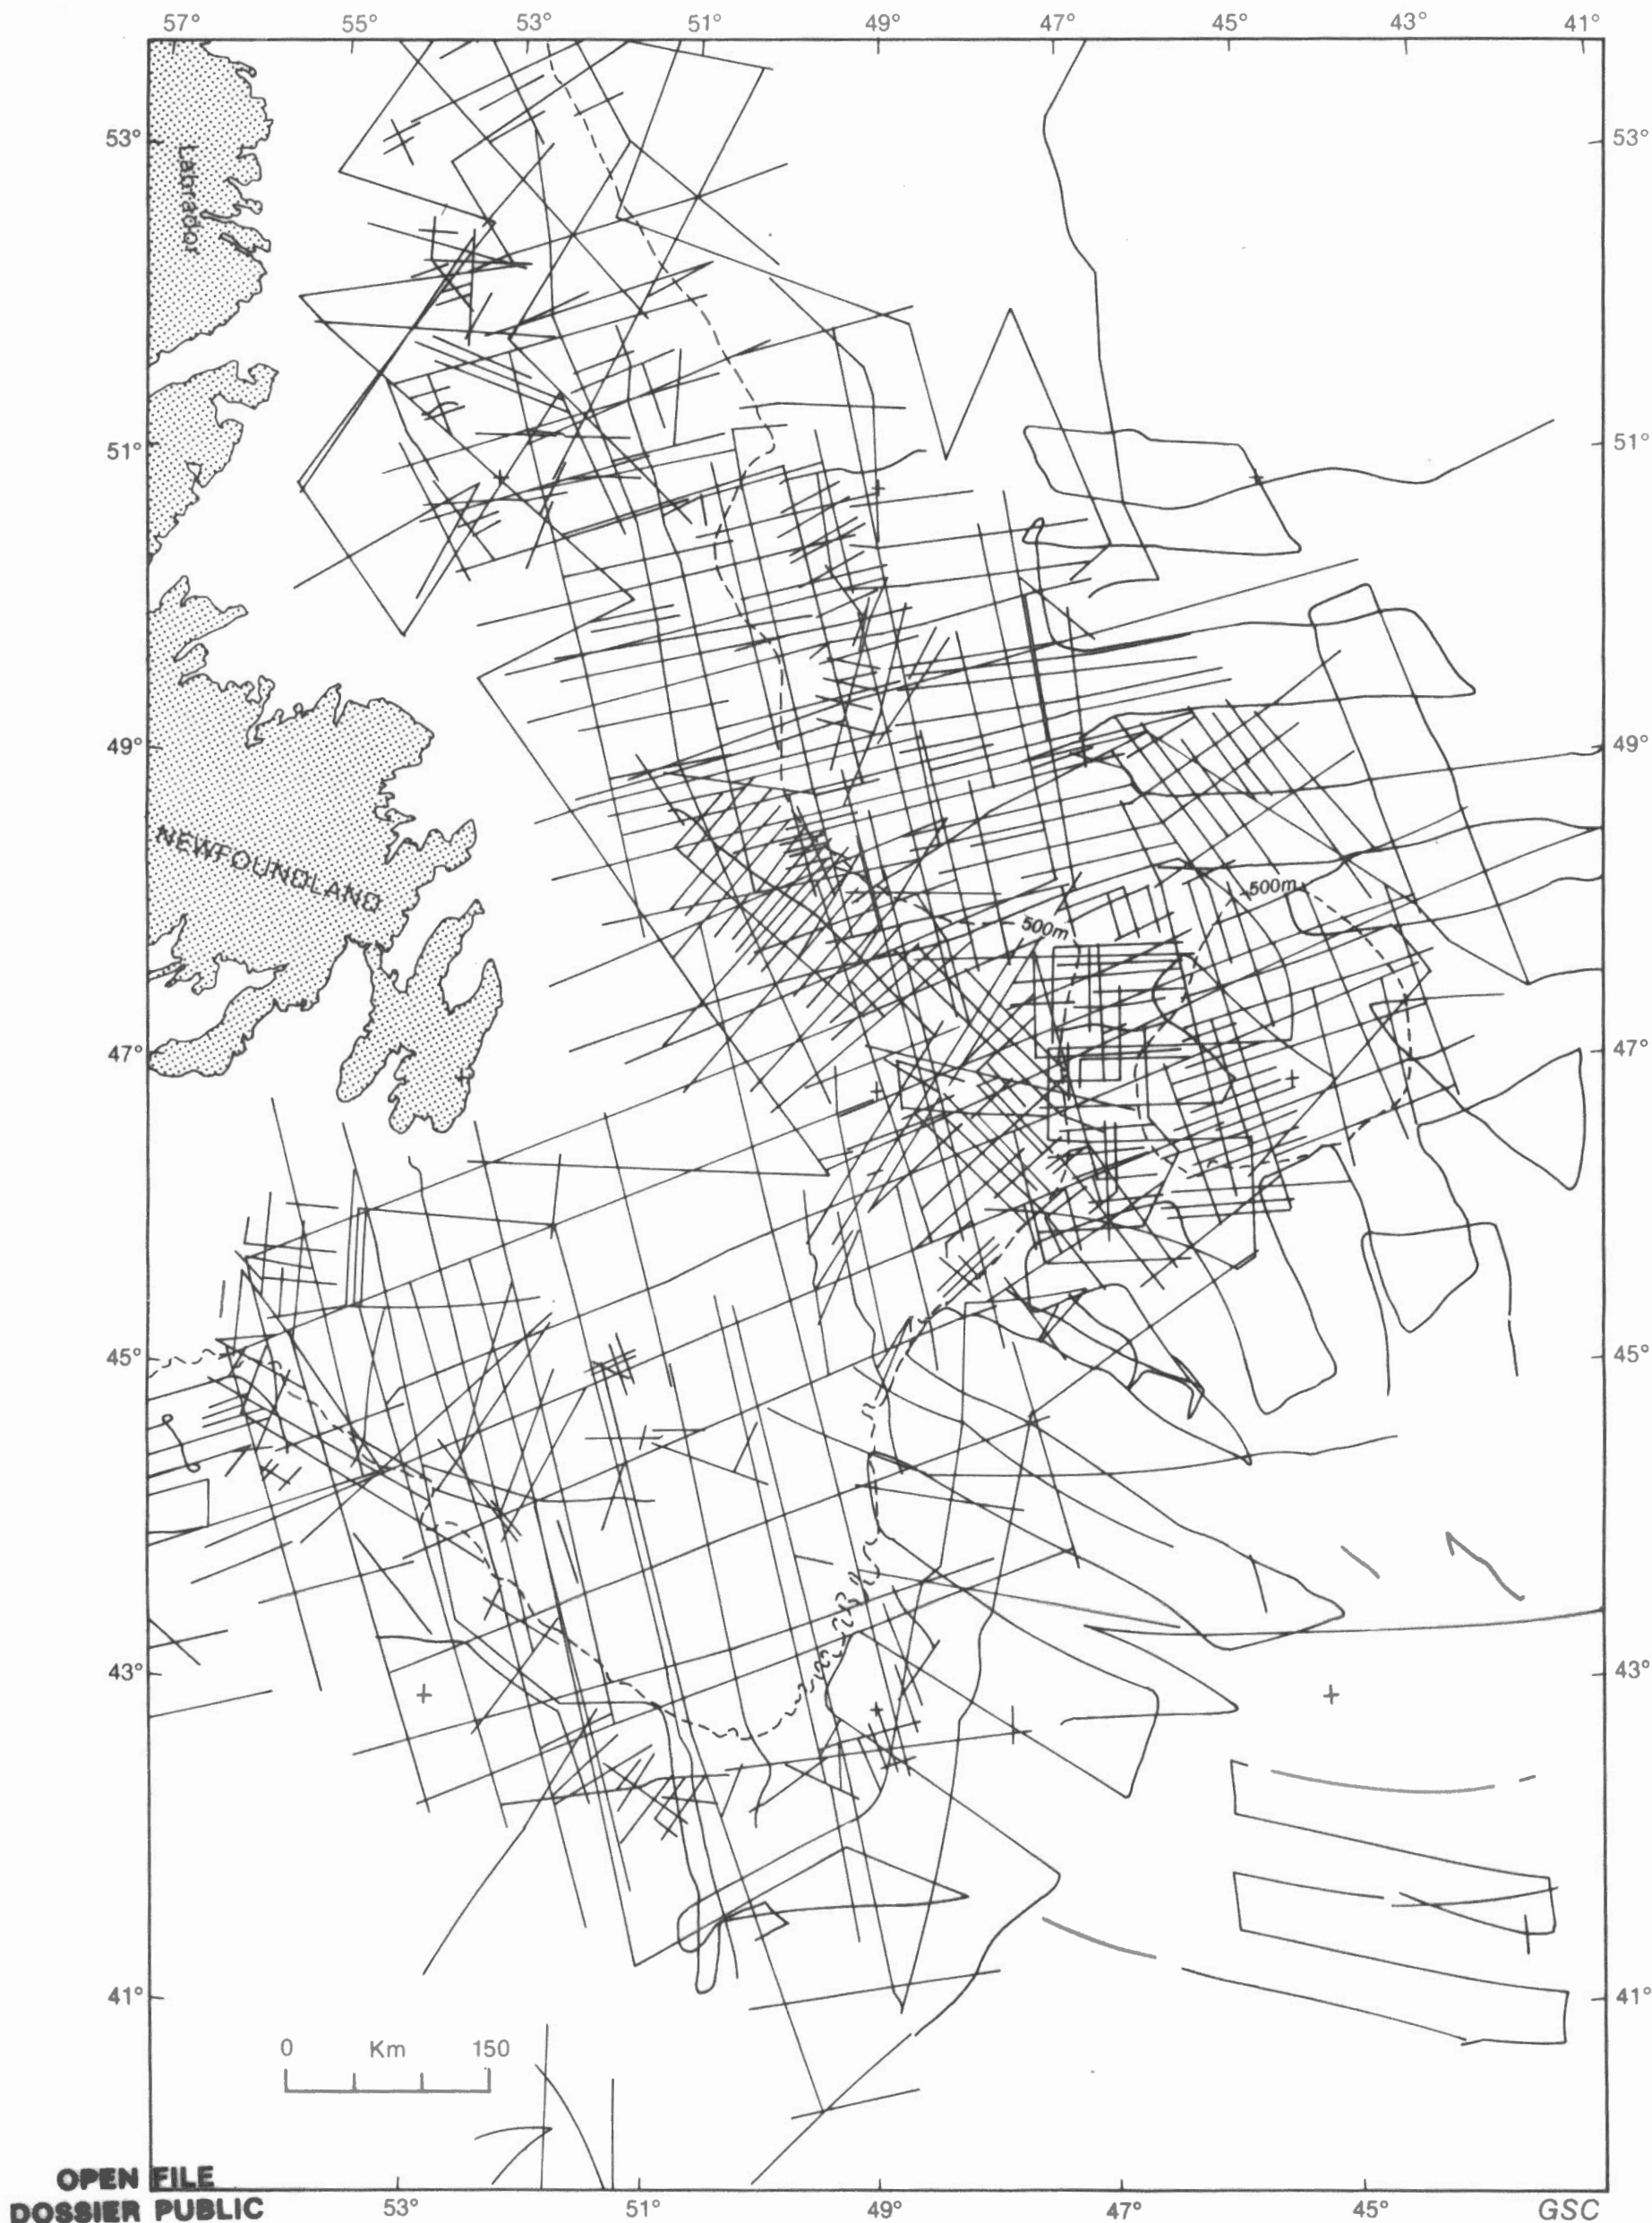 57° 55° 53° 51° 49° 47° 45° 43° 41°
53° 53°
Labrador
51° 51°
49° 49°
NEWFOUNDLAND
500m
500m
47° 47°
45° 45°
43° 43°
41° 41°
0 Km 150
OPEN FILE
DOSSIER PUBLIC
53° 51° 49° 47° 45° GSC